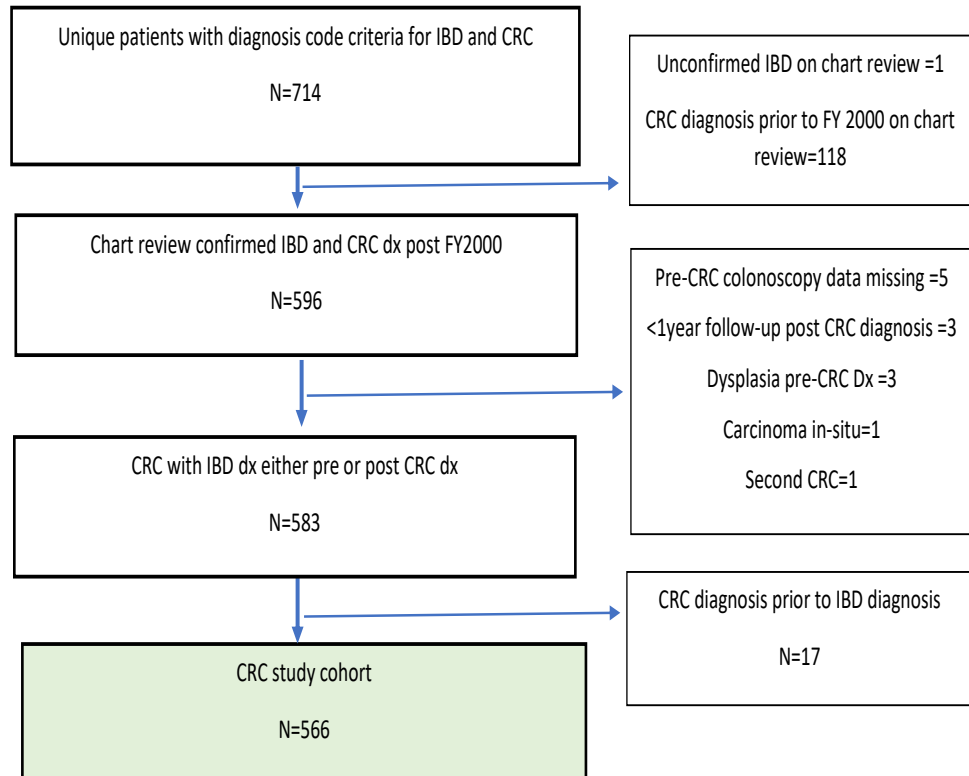 Unique patients with diagnosis code criteria for IBD and CRC
N=714
Unconfirmed IBD on chart review =1
CRC diagnosis prior to FY 2000 on chart
review=118
Chart review confirmed IBD and CRC dx post FY2000
N=596
Pre-CRC colonoscopy data missing =5
<1year follow-up post CRC diagnosis =3
Dysplasia pre-CRC Dx =3
Carcinoma in-situ=1
Second CRC=1
CRC with IBD dx either pre or post CRC dx
N=583
CRC diagnosis prior to IBD diagnosis
N=17
CRC study cohort
N=566